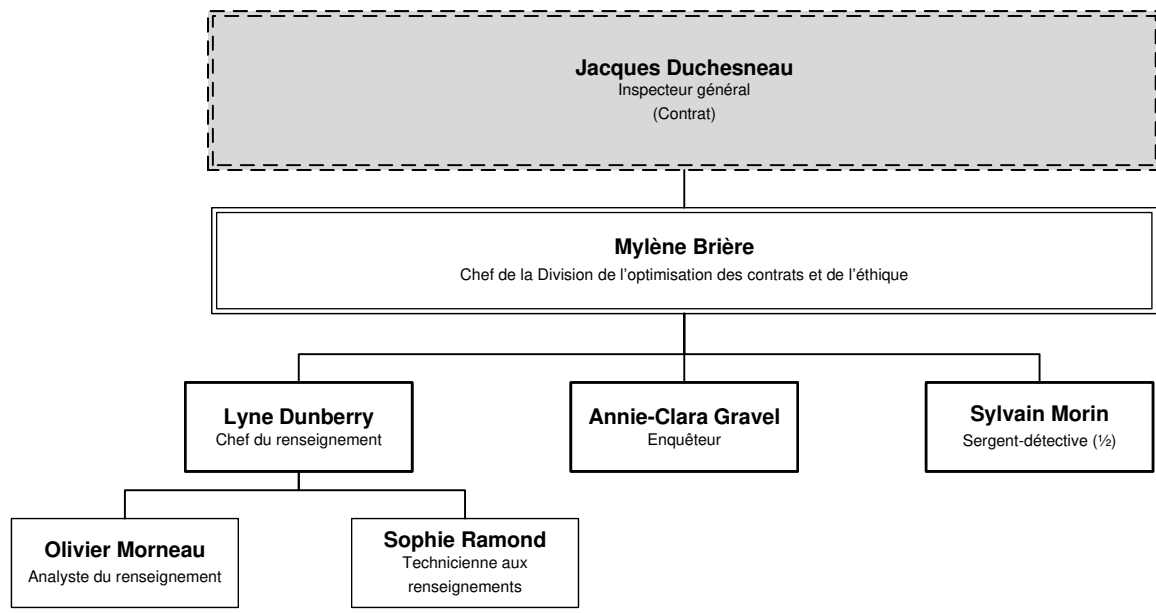 Jacques Duchesneau
Inspecteur général
(Contrat)
Mylène Brière
Chef de la Division de l'optimisation des contrats et de l'éthique
Lyne Dunberry
Chef du renseignement
Annie-Clara Gravel
Enquêteur
Sylvain Morin
Sergent-détective (½)
Olivier Morneau
Analyste du renseignement
Sophie Ramond
Technicienne aux
renseignements